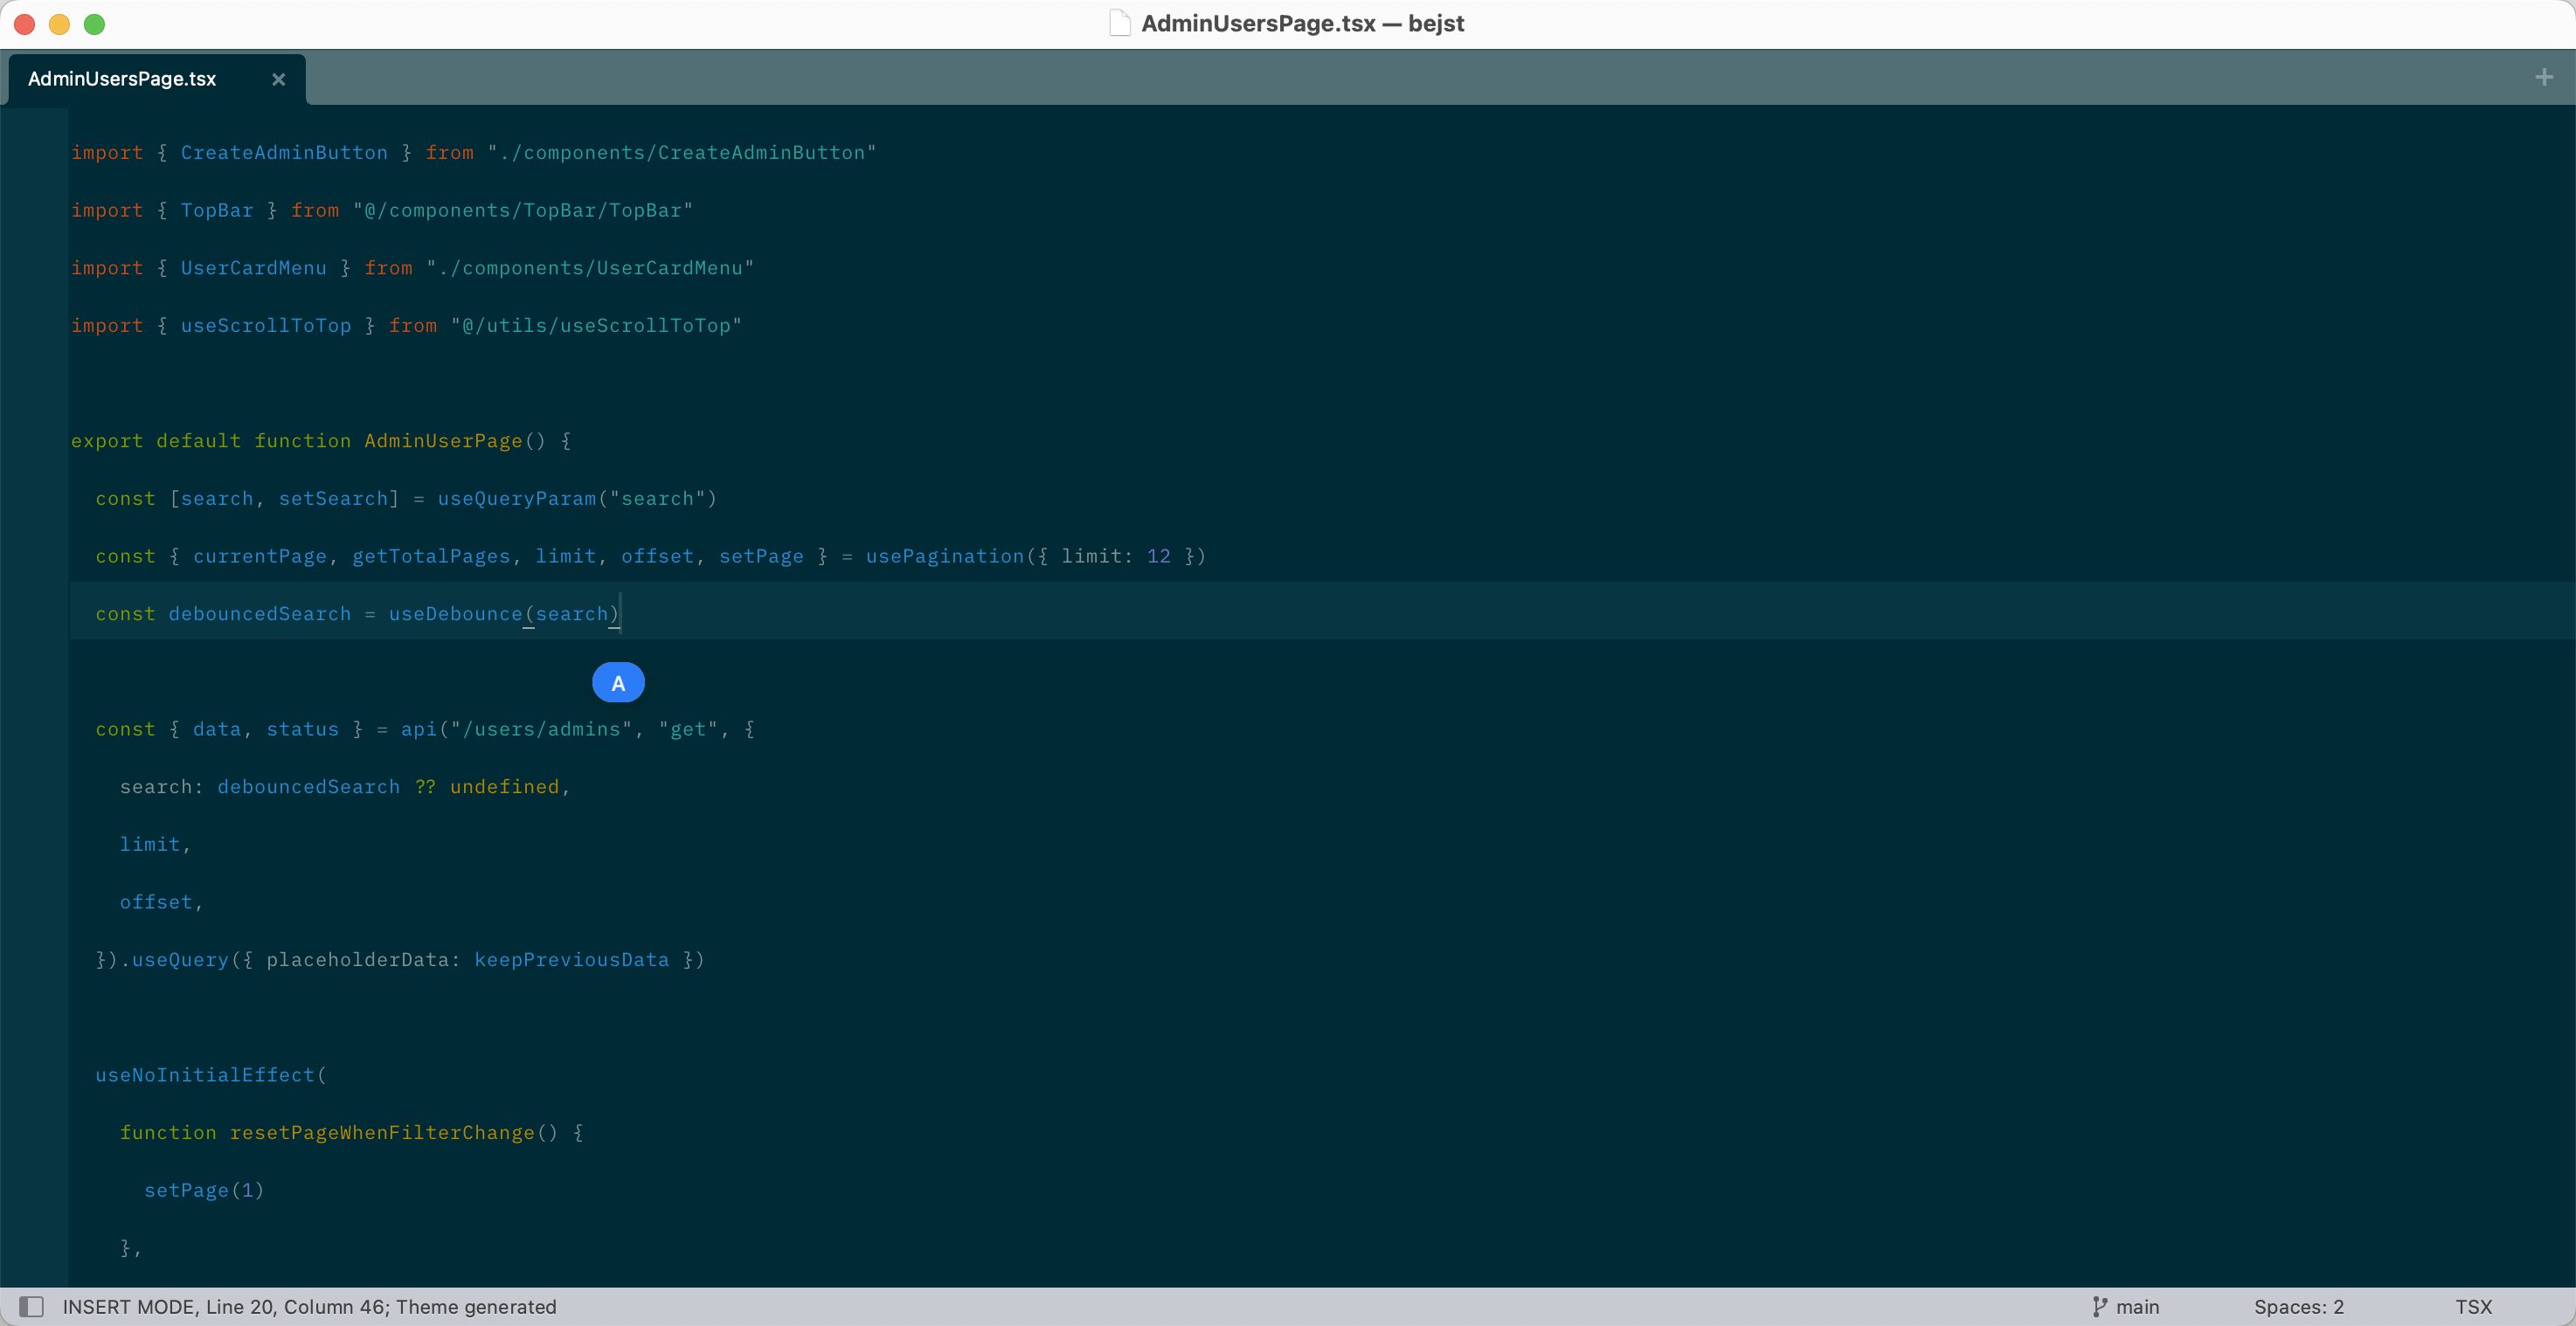 AdminUsersPage.tsx — bejst
AdminUsersPage.tsx
import { CreateAdminButton } from "./components/CreateAdminButton"
import { TopBar } from "@/components/TopBar/TopBar"
import { UserCardMenu } from "./components/UserCardMenu"
import { useScrollToTop } from "@/utils/useScrollToTop"
export default function AdminUserPage() {
  const [search, setSearch] = useQueryParam("search")
  const { currentPage, getTotalPages, limit, offset, setPage } = usePagination({ limit: 12 })
  const debouncedSearch = useDebounce(search)
A
  const { data, status } = api("/users/admins", "get", {
    search: debouncedSearch ?? undefined,
    limit,
    offset,
  }).useQuery({ placeholderData: keepPreviousData })
  useNoInitialEffect(
    function resetPageWhenFilterChange() {
      setPage(1)
    },
INSERT MODE, Line 20, Column 46; Theme generated
main
Spaces: 2
TSX